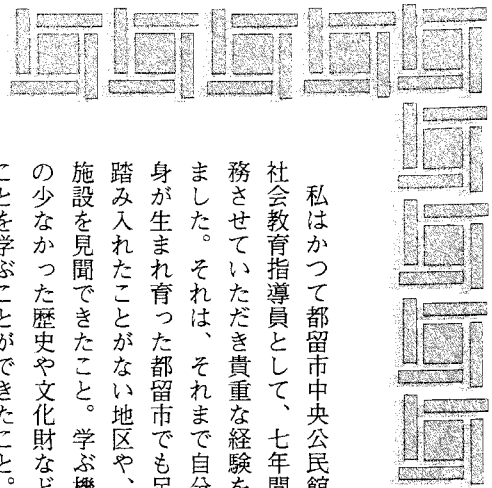 私はかつて都留市中央公民館
社会教育指導員として、七年間
務させていただき貴重な経験を
ました。それは、それまで自分
身が生まれ育った都留市でも足
踏み入れたことがない地区や、
施設を見聞できたこと。学ぶ機
の少なかった歴史や文化財など
ことを学ぶことができたこと。